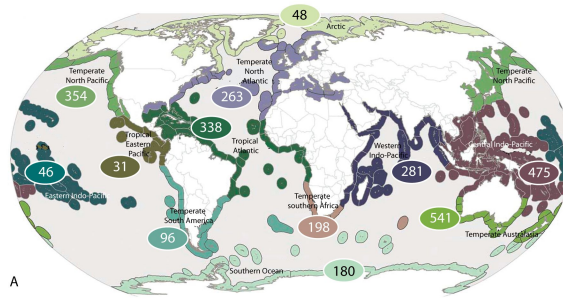 48
Arctic
Temperate
North Pacific
354
Temperate
North
Atlantic
263
Temperate
North Pacific
338
Tropical
Eastern
Pacific
31
Tropical
Atlantic
46
Eastern Indo-Pacific
Western
Indo-Pacific
281
Central Indo-Pacific
475
Temperate
South America
96
Temperate
southern Africa
198
541
Temperate Australasia
Southern Ocean
180
A